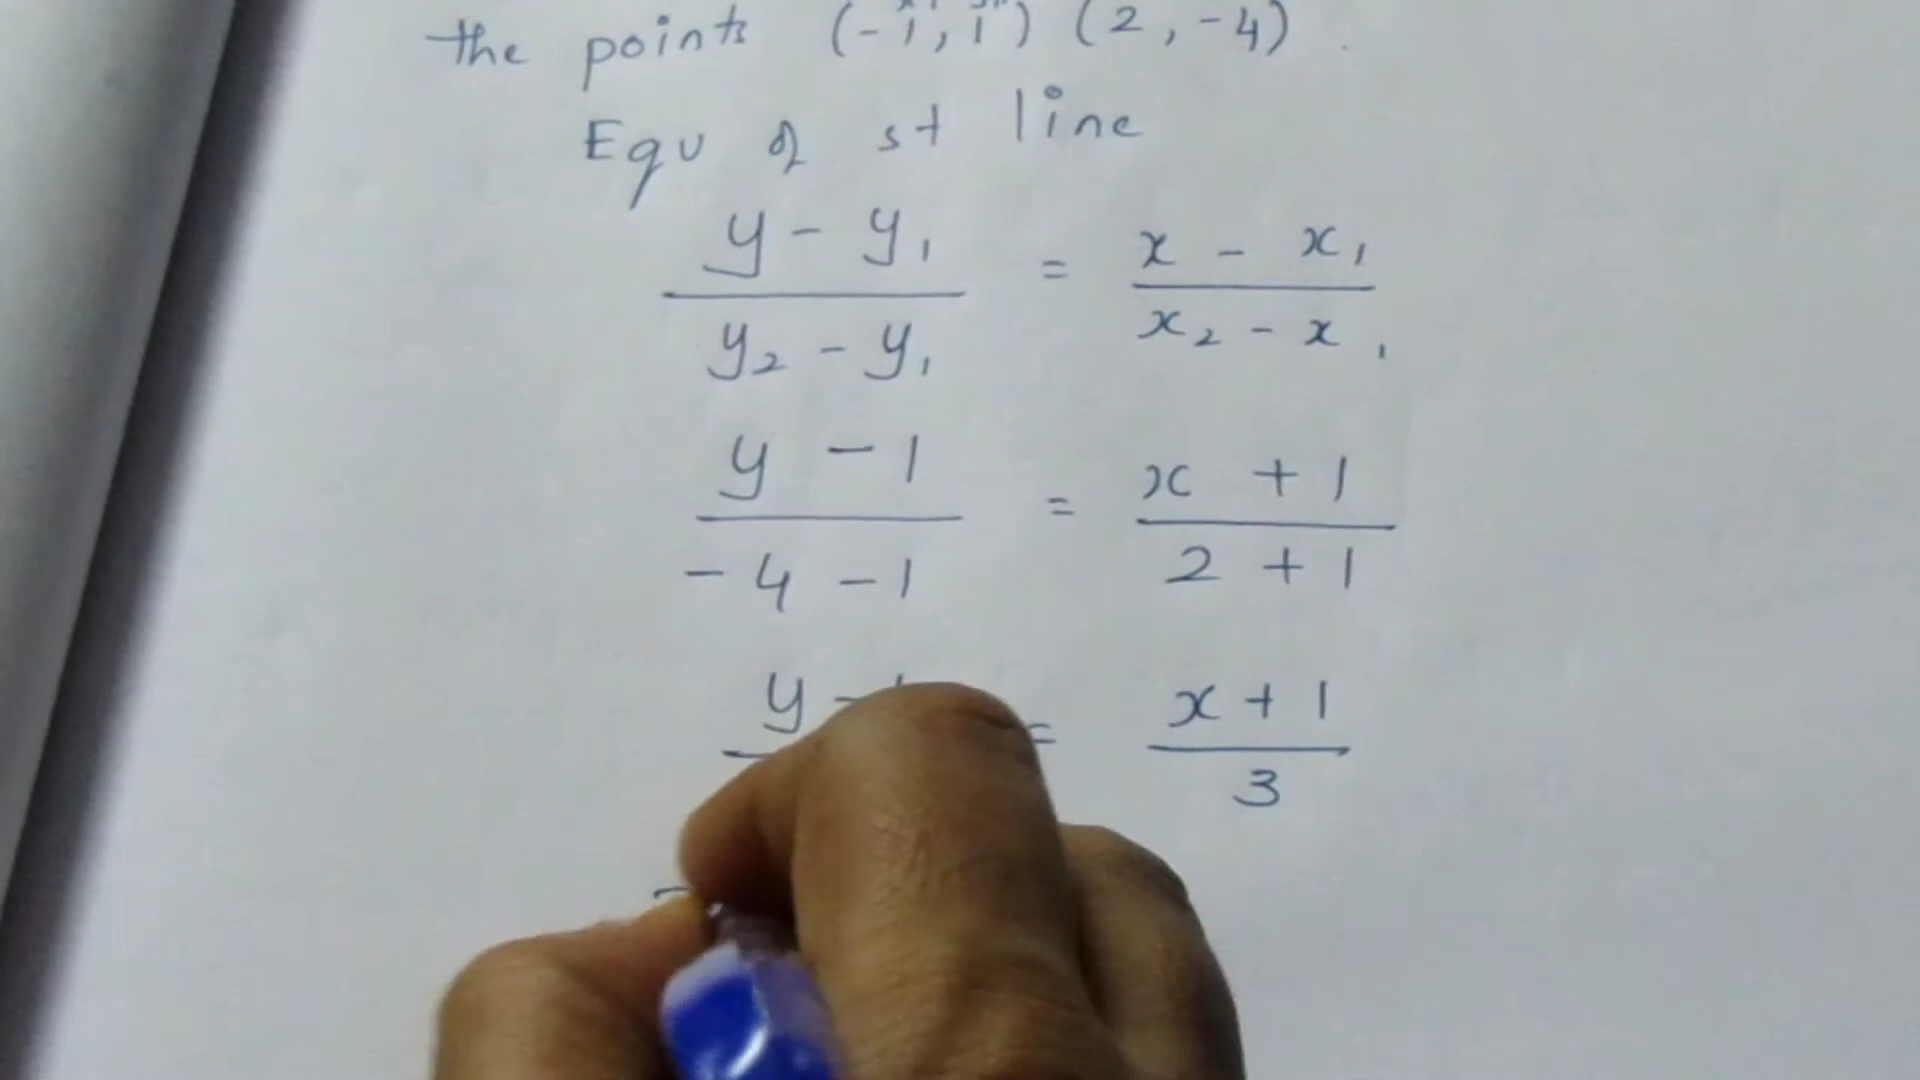 the points (-1, 1) (2, -4)
Equ of st line
y - y₁ / y₂ - y₁ = x - x₁ / x₂ - x₁
y - 1 / -4 - 1 = x + 1 / 2 + 1
y - 1 = x + 1 / 3